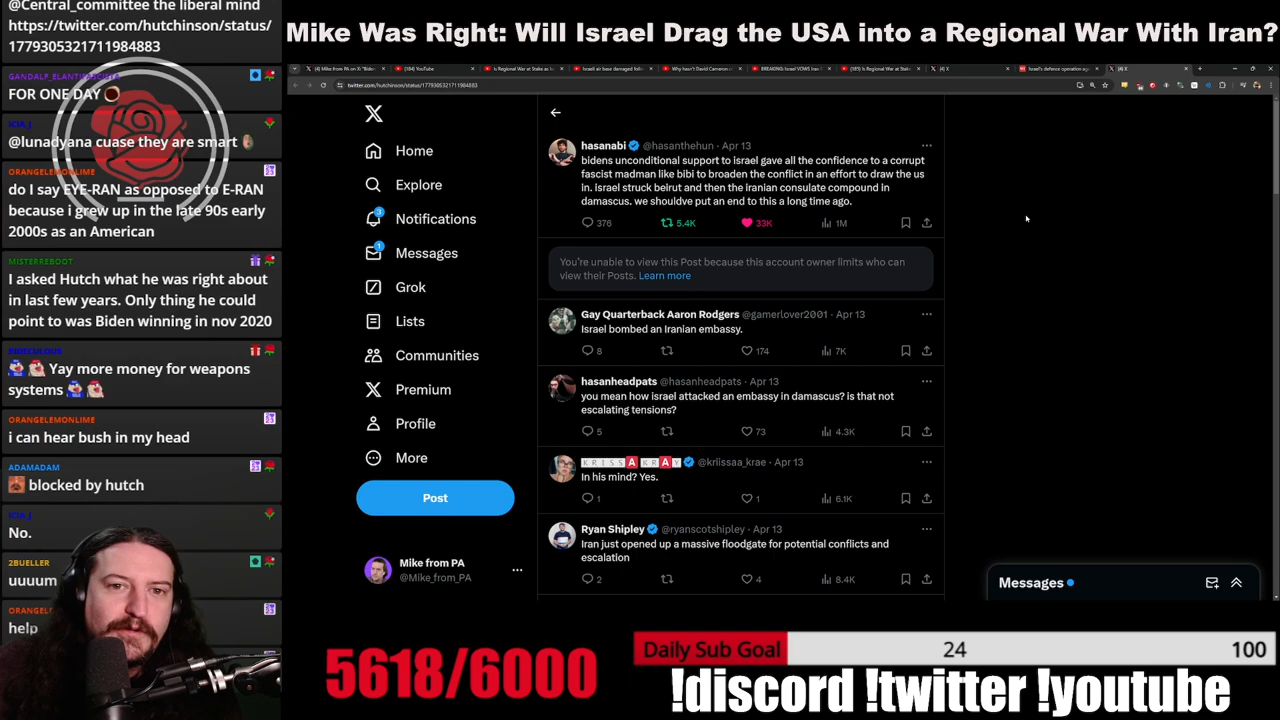 @Central_committee the liberal mind
https://twitter.com/hutchinson/status/
1779305321711984883
FOR ONE DAY
@lunadyana cuase they are smart
ORANGELEMONLIME
do I say EYE-RAN as opposed to E-RAN
because i grew up in the late 90s early
2000s as an American
MISTERREBOOT
I asked Hutch what he was right about
in last few years. Only thing he could
point to was Biden winning in nov 2020
Yay more money for weapons
systems
ORANGELEMONLIME
i can hear bush in my head
ADAMADAM
blocked by hutch
No.
2BUELLER
uuuum
help
Mike Was Right: Will Israel Drag the USA into a Regional War With Iran?
twitter.com/hutchinson/status/1779305321711984883
X
Home
Explore
3
Notifications
1
Messages
Grok
Lists
Communities
Premium
Profile
More
Post
Mike from PA
@Mike_from_PA
hasanabi @hasanthehun · Apr 13
bidens unconditional support to israel gave all the confidence to a corrupt
fascist madman like bibi to broaden the conflict in an effort to draw the us
in. israel struck beirut and then the iranian consulate compound in
damascus. we shouldve put an end to this a long time ago.
376 5.4K 33K 1M
You're unable to view this Post because this account owner limits who can
view their Posts. Learn more
Gay Quarterback Aaron Rodgers @gamerlover2001 · Apr 13
Israel bombed an Iranian embassy.
8 174 7K
hasanheadpats @hasanheadpats · Apr 13
you mean how israel attacked an embassy in damascus? is that not
escalating tensions?
5 73 4.3K
KRISSA KRAY @kriissaa_krae · Apr 13
In his mind? Yes.
1 1 6.1K
Ryan Shipley @ryanscotshipley · Apr 13
Iran just opened up a massive floodgate for potential conflicts and
escalation
2 4 8.4K
Messages
5618/6000
Daily Sub Goal 24 100
!discord !twitter !youtube